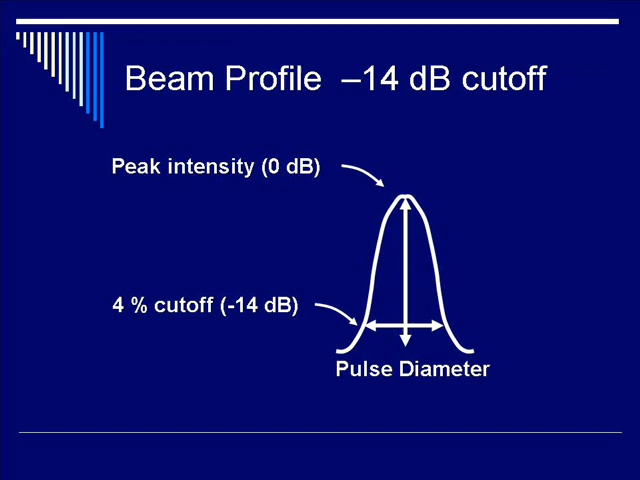 Beam Profile –14 dB cutoff
Peak intensity (0 dB)
4 % cutoff (-14 dB)
Pulse Diameter